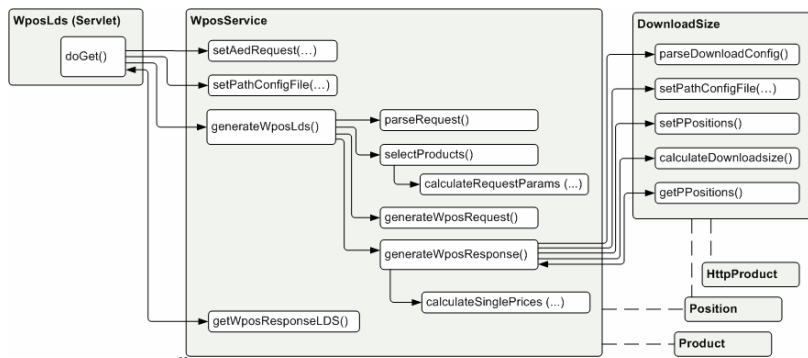 WposLds (Servlet)
doGet()
WposService
setAedRequest(…)
setPathConfigFile(…)
generateWposLds()
parseRequest()
selectProducts()
calculateRequestParams (...)
generateWposRequest()
generateWposResponse()
calculateSinglePrices (...)
getWposResponseLDS()
DownloadSize
parseDownloadConfig()
setPathConfigFile(…)
setPPositions()
calculateDownloadsize()
getPPositions()
HttpProduct
Position
Product